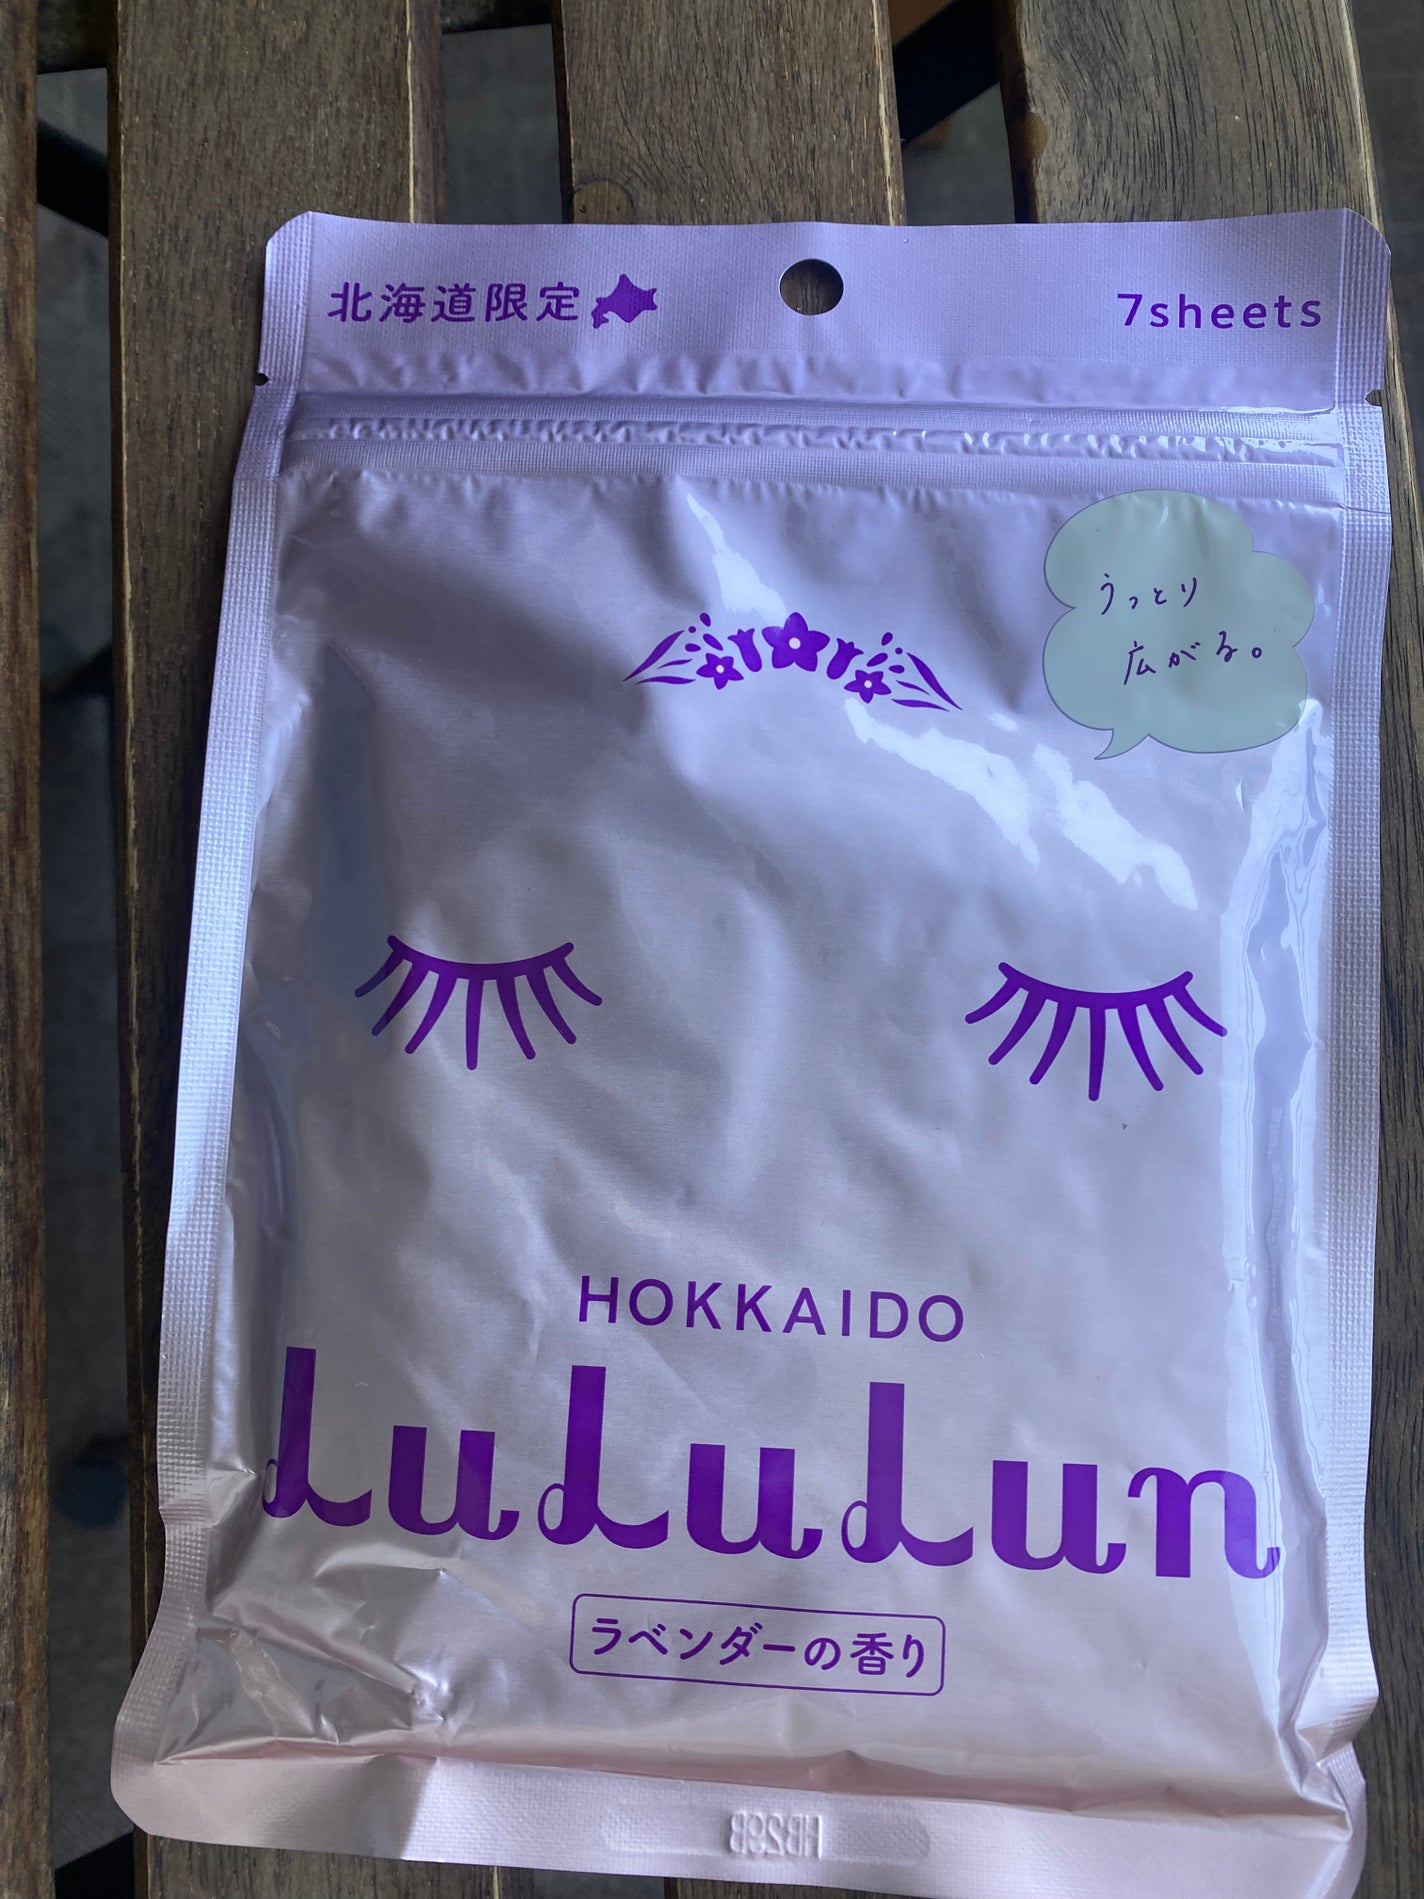 北海道限定
7sheets
うっとり
広がる。
HOKKAIDO
LuLuLun
ラベンダーの香り